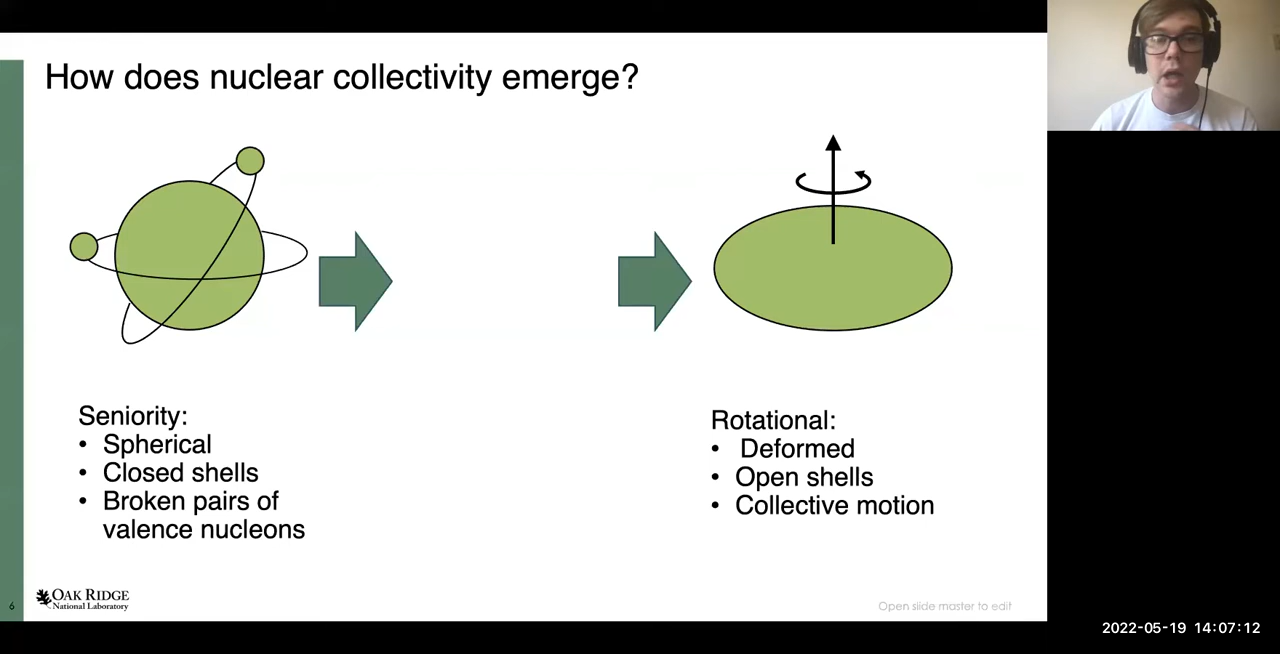 How does nuclear collectivity emerge?
Seniority:
• Spherical
• Closed shells
• Broken pairs of
valence nucleons
Rotational:
• Deformed
• Open shells
• Collective motion
6
OAK RIDGE
National Laboratory
Open slide master to edit
2022-05-19 14:07:12